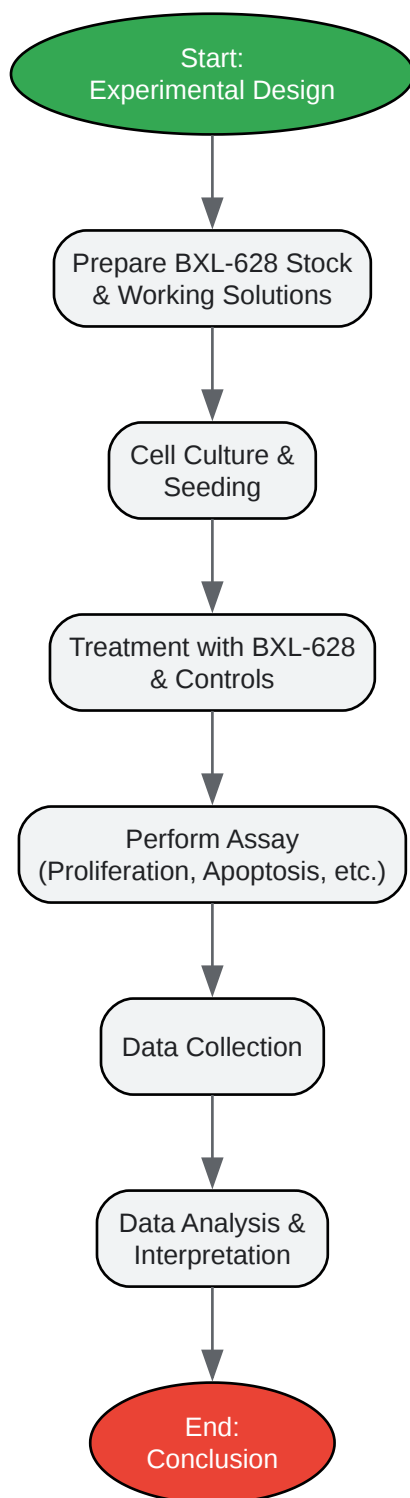 Start:
Experimental Design
Prepare BXL-628 Stock
& Working Solutions
Cell Culture &
Seeding
Treatment with BXL-628
& Controls
Perform Assay
(Proliferation, Apoptosis, etc.)
Data Collection
Data Analysis &
Interpretation
End:
Conclusion